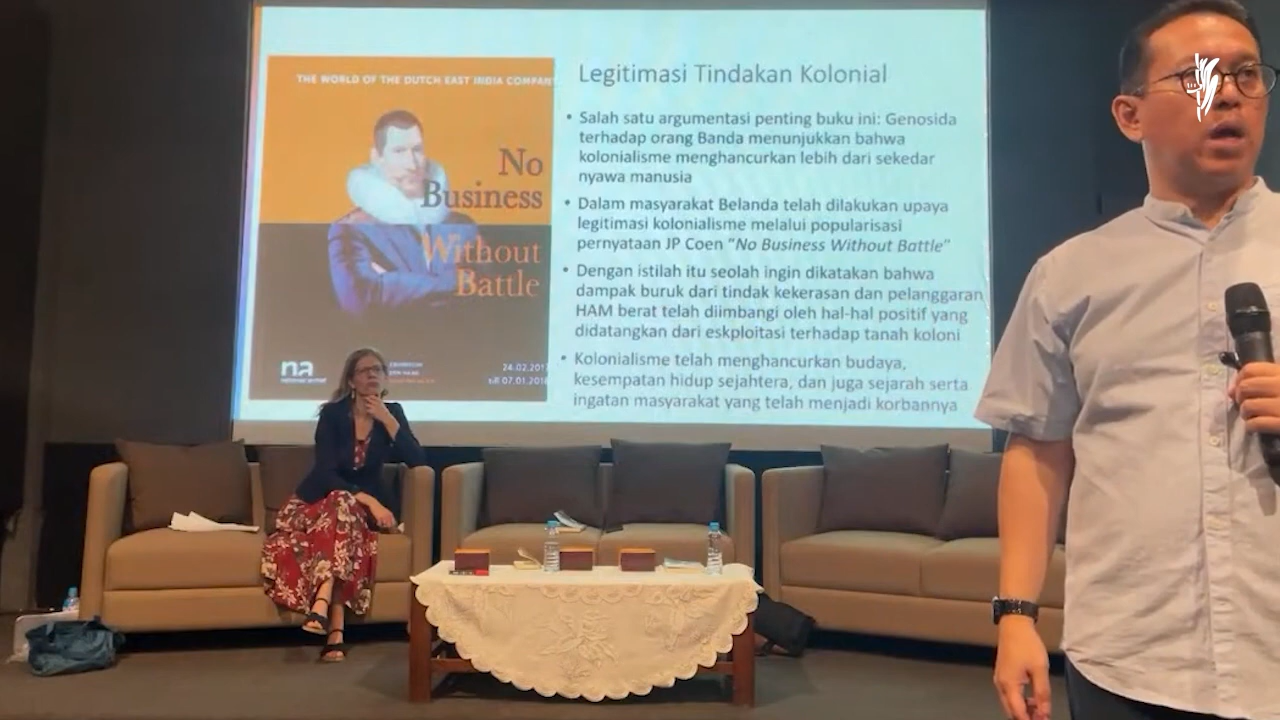 THE WORLD OF THE DUTCH EAST INDIA COMPANY
No
Business
Without
Battle
na
24.02.2017
till 07.01.2018
Legitimasi Tindakan Kolonial
• Salah satu argumentasi penting buku ini: Genosida
terhadap orang Banda menunjukkan bahwa
kolonialisme menghancurkan lebih dari sekedar
nyawa manusia
• Dalam masyarakat Belanda telah dilakukan upaya
legitimasi kolonialisme melalui popularisasi
pernyataan JP Coen "No Business Without Battle"
• Dengan istilah itu seolah ingin dikatakan bahwa
dampak buruk dari tindak kekerasan dan pelanggaran
HAM berat telah diimbangi oleh hal-hal positif yang
didatangkan dari eskploitasi terhadap tanah koloni
• Kolonialisme telah menghancurkan budaya,
kesempatan hidup sejahtera, dan juga sejarah serta
ingatan masyarakat yang telah menjadi korbannya